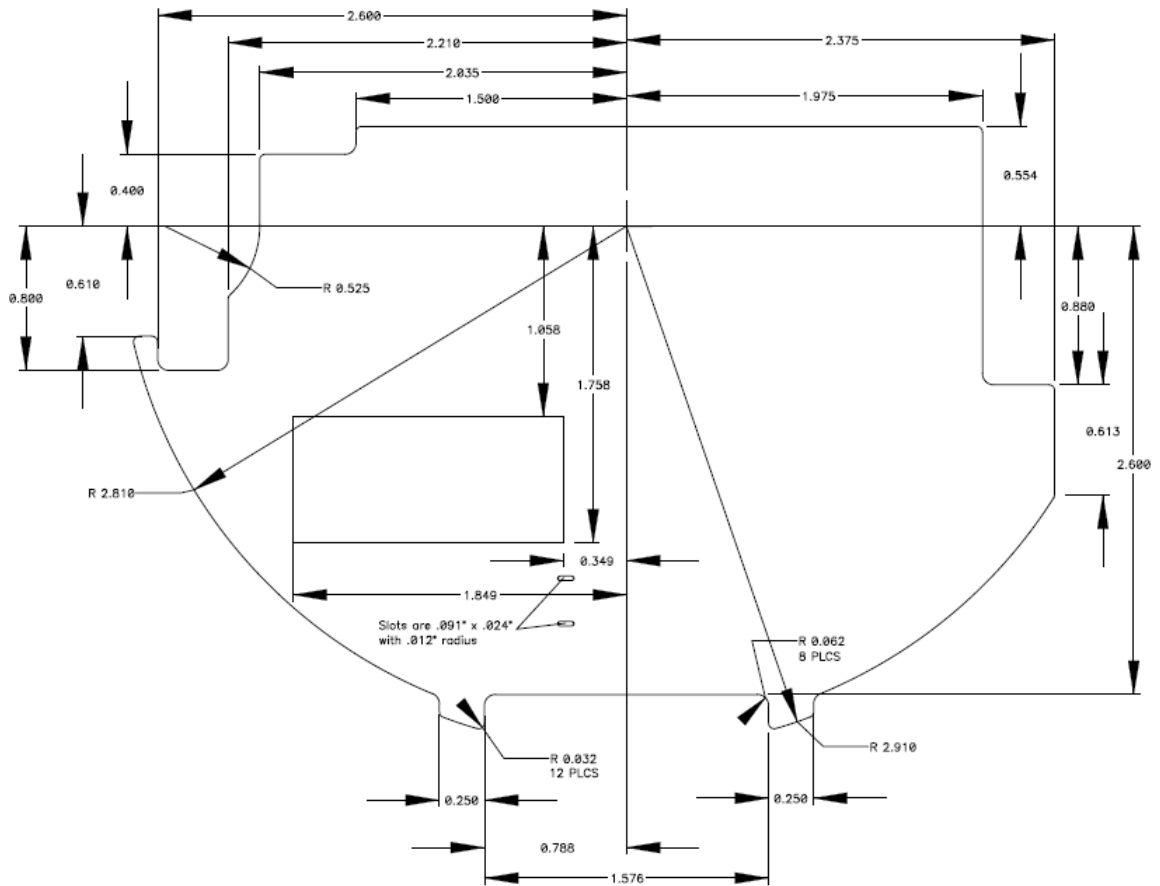 2.600
2.375
2.210
2.035
1.500
1.975
0.400
0.554
0.610
0.800
R 0.525
0.880
1.058
1.758
0.613
2.600
R 2.810
0.349
1.849
Slots are .091" x .024"
with .012" radius
R 0.062
8 PLCS
R 2.910
R 0.032
12 PLCS
0.250
0.250
0.788
1.576